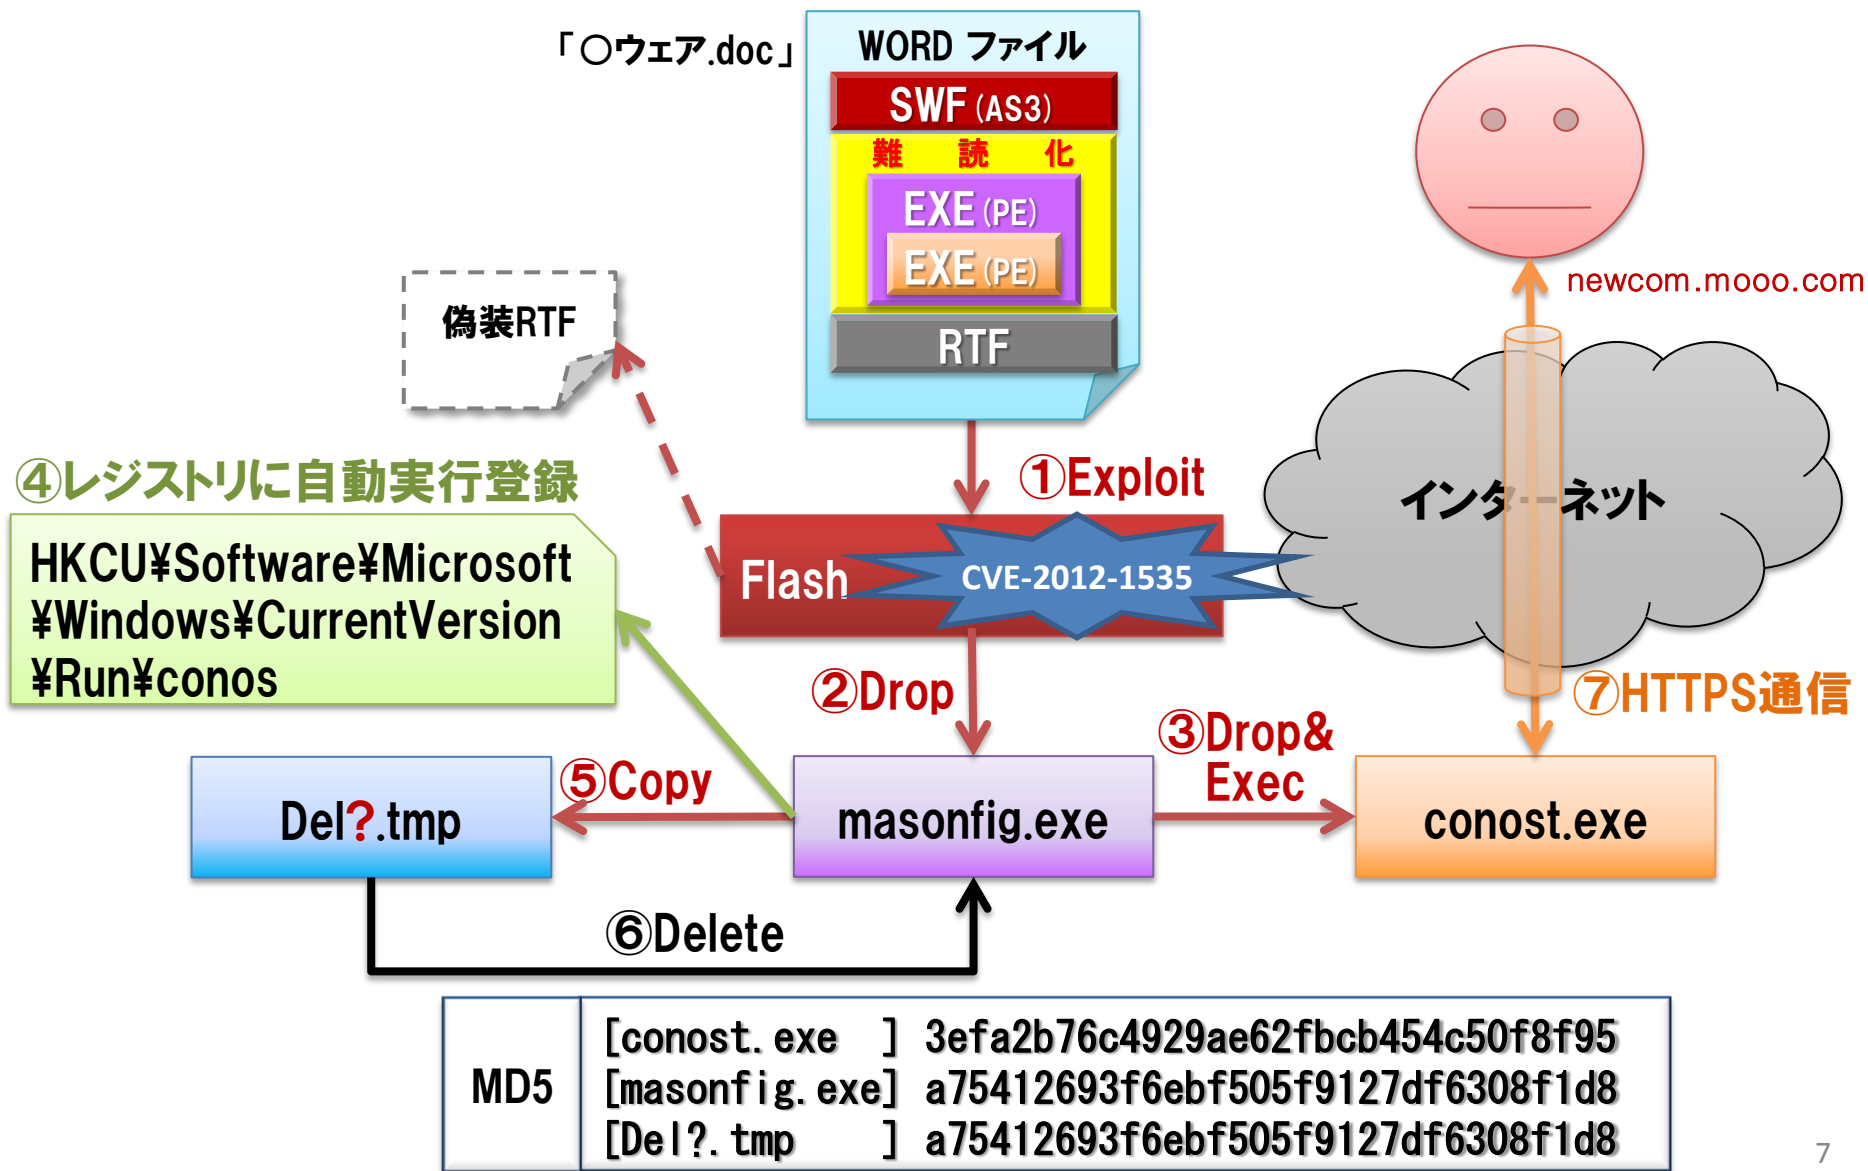 「○ウェア.doc」
WORD ファイル
SWF (AS3)
難 読 化
EXE (PE)
EXE (PE)
RTF
偽装RTF
newcom.mooo.com
インターネット
①Exploit
Flash
CVE-2012-1535
④レジストリに自動実行登録
HKCU¥Software¥Microsoft
¥Windows¥CurrentVersion
¥Run¥conos
②Drop
③Drop&
Exec
⑦HTTPS通信
⑤Copy
Del?.tmp
masonfig.exe
conost.exe
⑥Delete
MD5
[conost.exe ] 3efa2b76c4929ae62fbcb454c50f8f95
[masonfig.exe] a75412693f6ebf505f9127df6308f1d8
[Del?.tmp ] a75412693f6ebf505f9127df6308f1d8
7